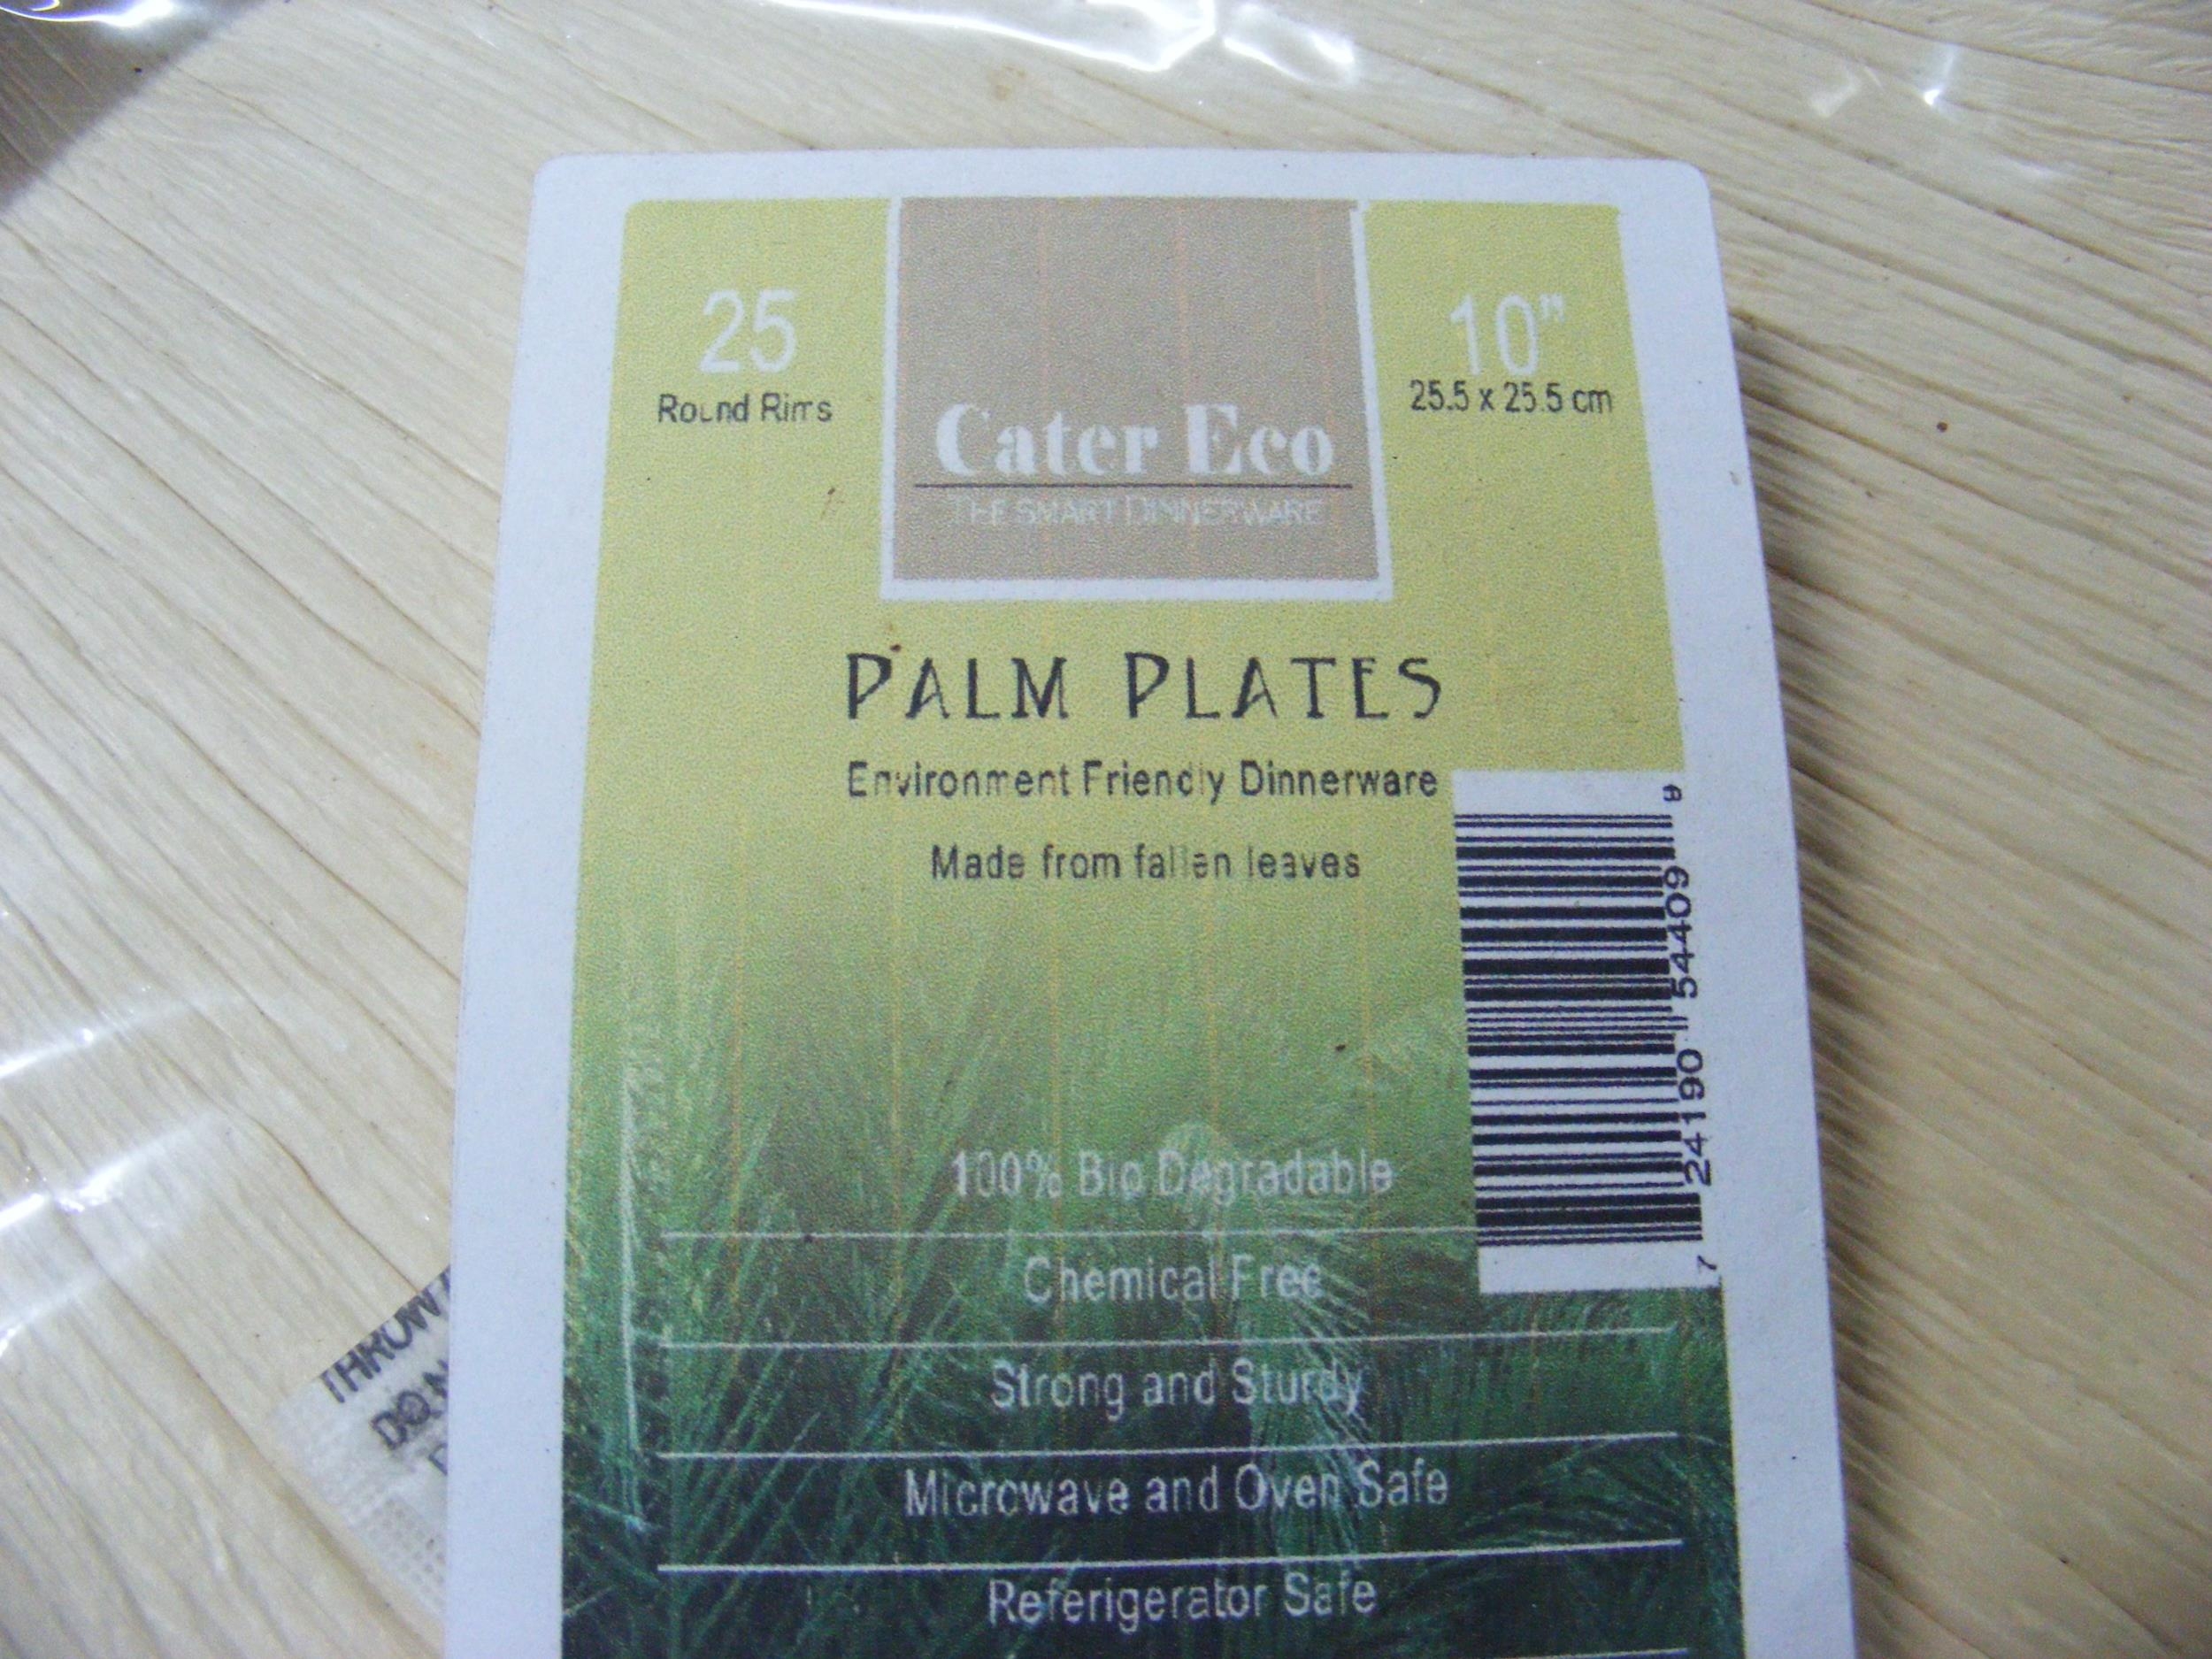 25
Round Rims
Cater Eco
THE SMART DINNERWARE
10”
25.5 x 25.5 cm
PALM PLATES
Environment Friendly Dinnerware
Made from fallen leaves
7 24190 54409 9
100% Bio Degradable
Chemical Free
Strong and Sturdy
Microwave and Oven Safe
Referigerator Safe
THROW
DO N